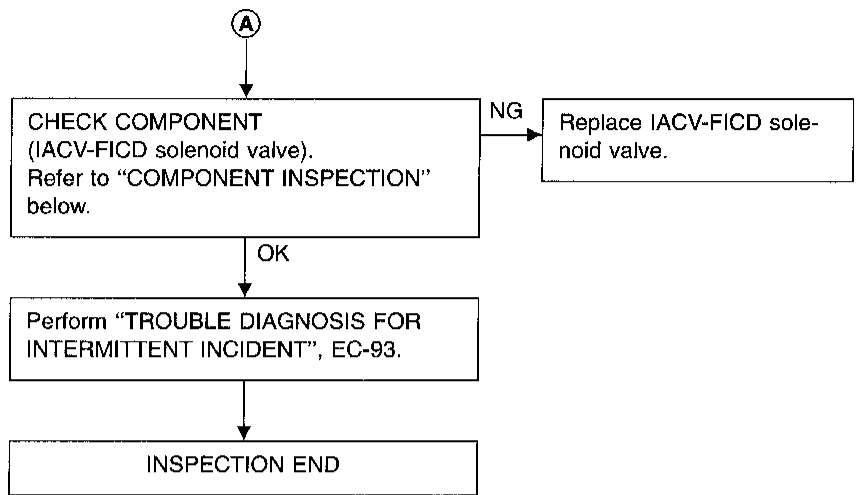 A
CHECK COMPONENT
(IACV-FICD solenoid valve).
Refer to “COMPONENT INSPECTION”
below.
NG
Replace IACV-FICD sole-
noid valve.
OK
Perform “TROUBLE DIAGNOSIS FOR
INTERMITTENT INCIDENT”, EC-93.
INSPECTION END